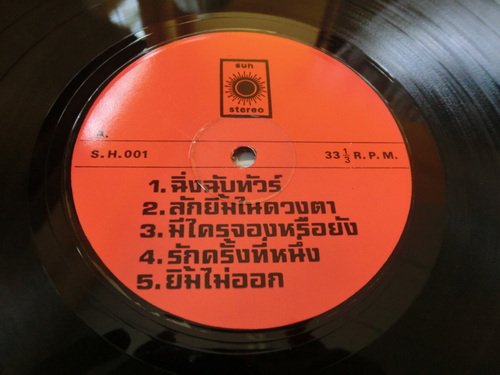 sun
stereo
A.
S.H.001 33 1/3 R.P.M.
1. ฉิ่งฉับทัวร์
2. ลักยิ้มในดวงตา
3. มีใครจองหรือยัง
4. รักครั้งที่หนึ่ง
5. ยิ้มไม่ออก